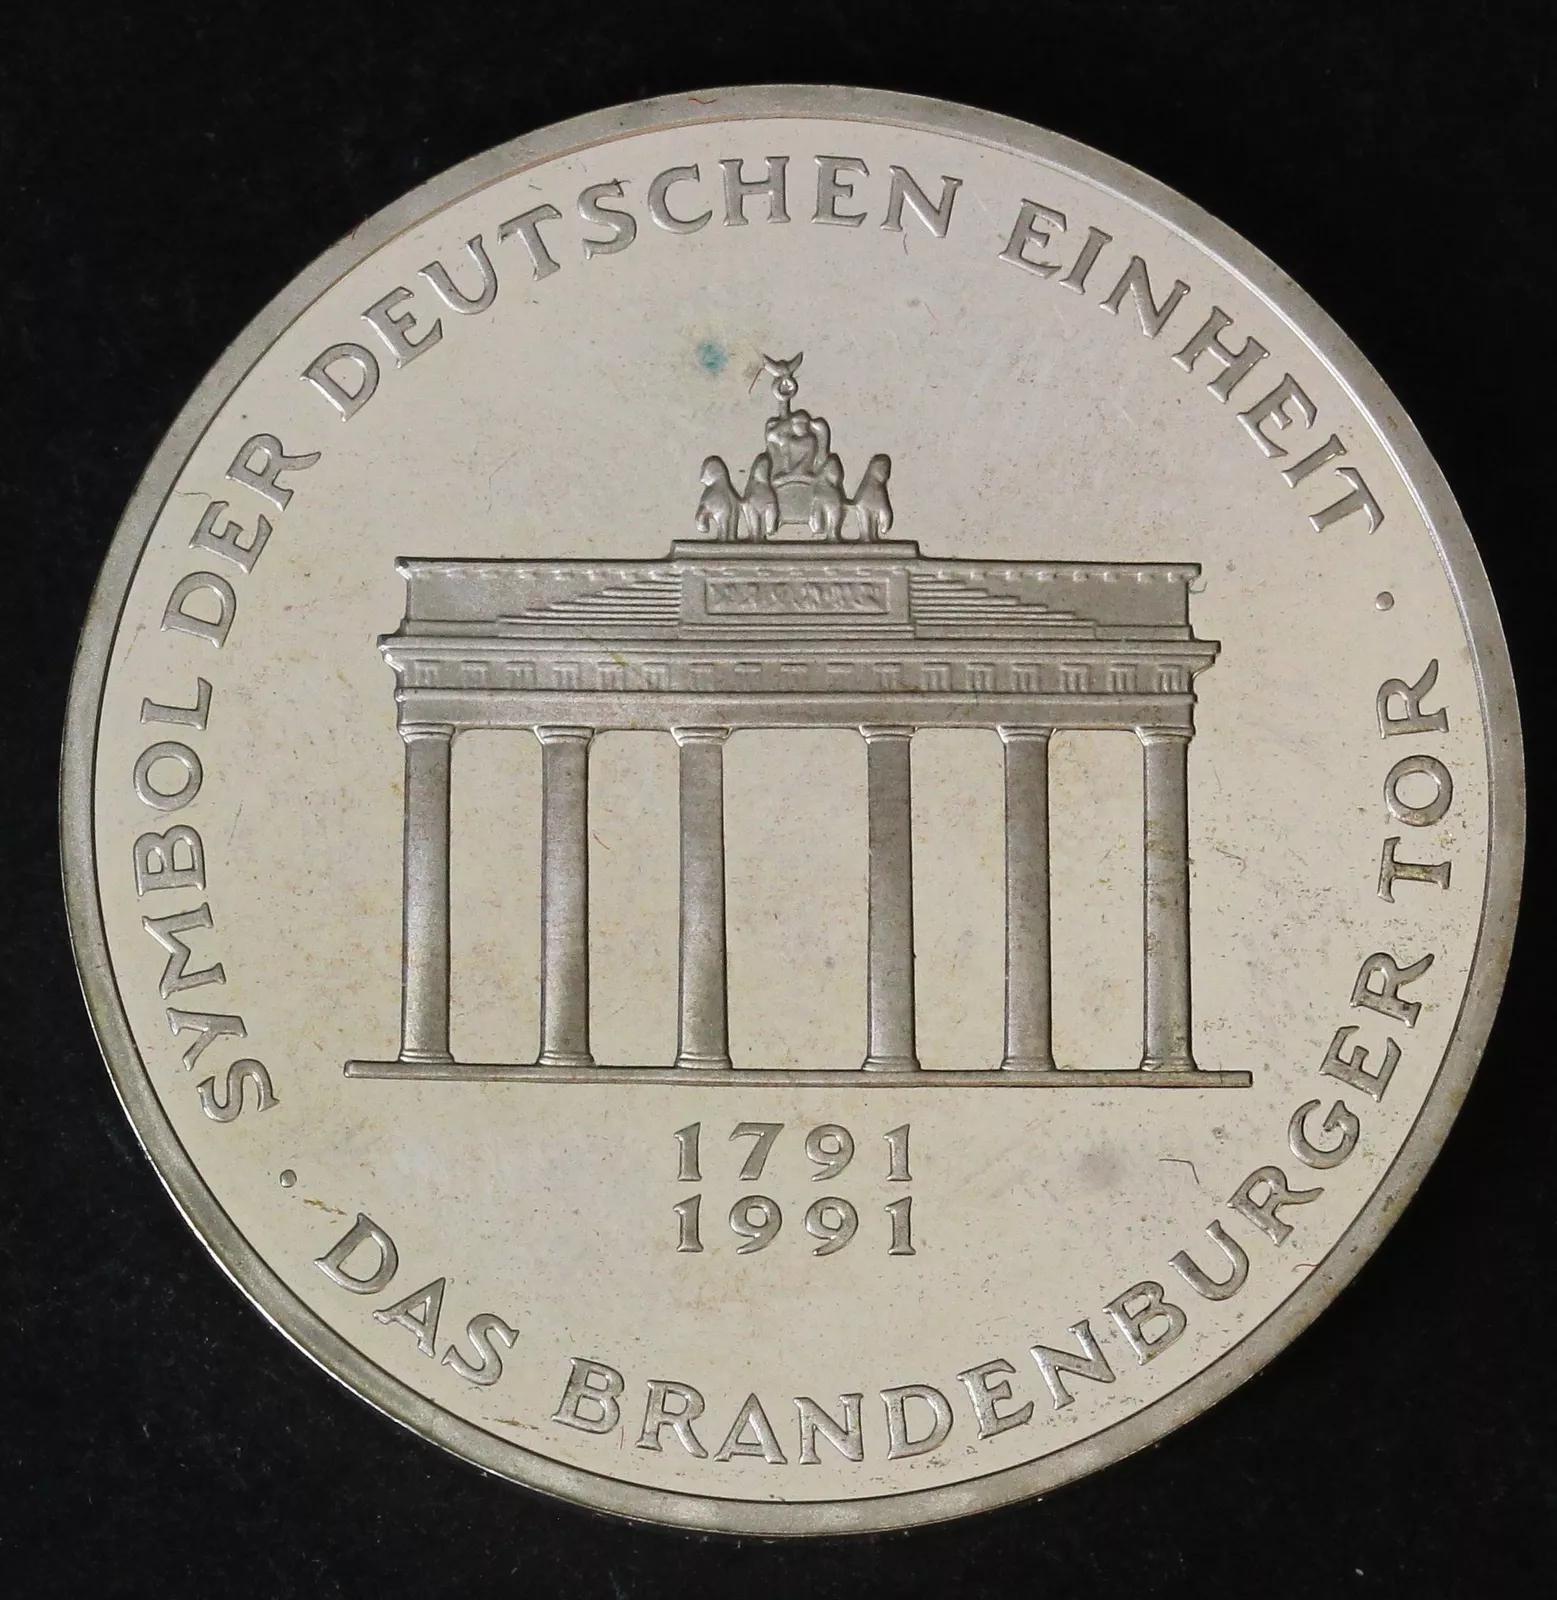 SYMBOL DER DEUTSCHEN EINHEIT ·
DAS BRANDENBURGER TOR ·
1791
1991